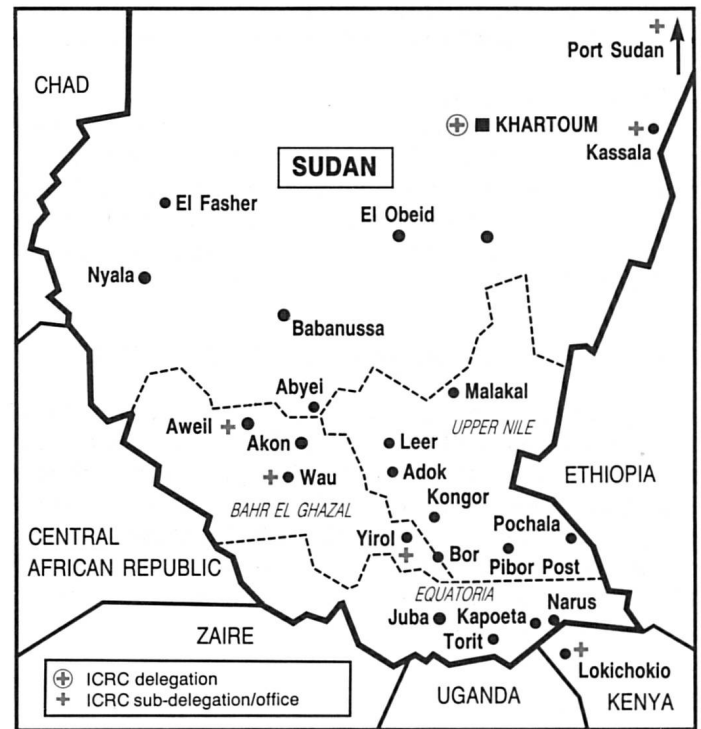 Port Sudan
CHAD
KHARTOUM
Kassala
SUDAN
El Fasher
El Obeid
Nyala
Babanussa
Abyei
Malakal
Aweil
UPPER NILE
Akon
Leer
Wau
Adok
ETHIOPIA
Kongor
BAHR EL GHAZAL
Pochala
CENTRAL
AFRICAN REPUBLIC
Yirol
Bor
Pibor Post
EQUATORIA
Narus
Juba
Kapoeta
Torit
ZAIRE
Lokichokio
ICRC delegation
ICRC sub-delegation/office
UGANDA
KENYA